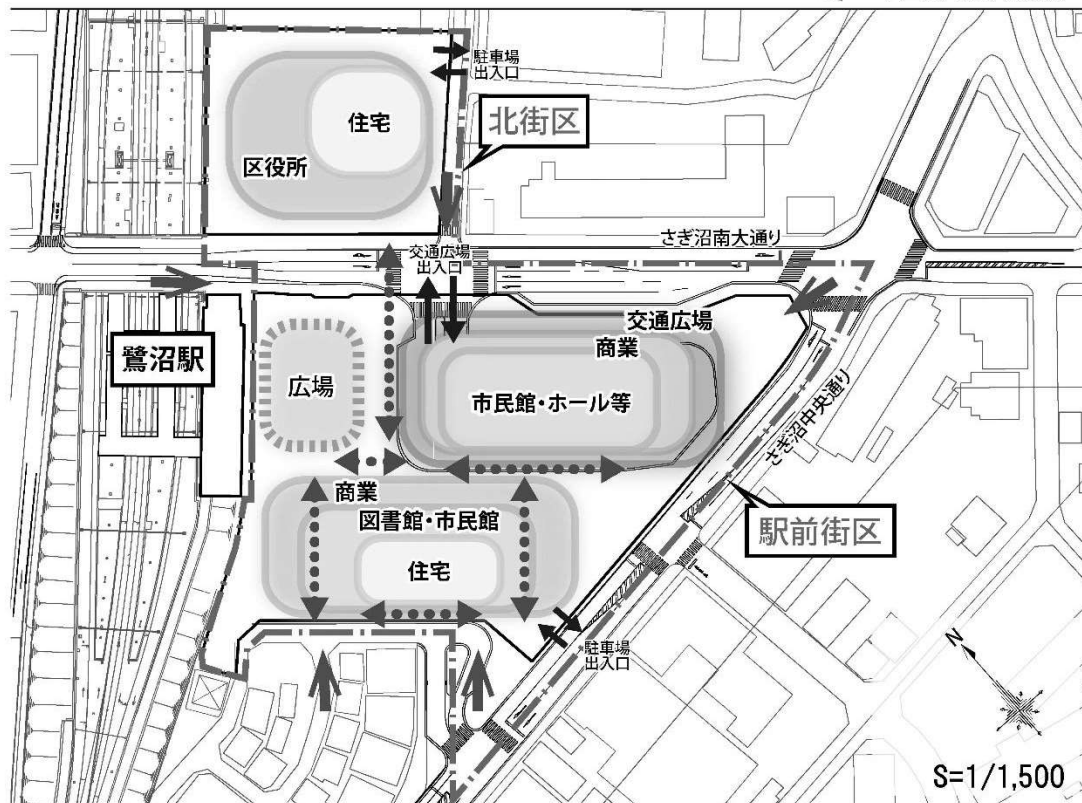 駐車場
出入口
住宅
北街区
区役所
さぎ沼南大通り
交通広場
出入口
交通広場
商業
鷺沼駅
広場
市民館・ホール等
さぎ沼中央通り
商業
図書館・市民館
駅前街区
住宅
駐車場
出入口
N
S=1/1,500